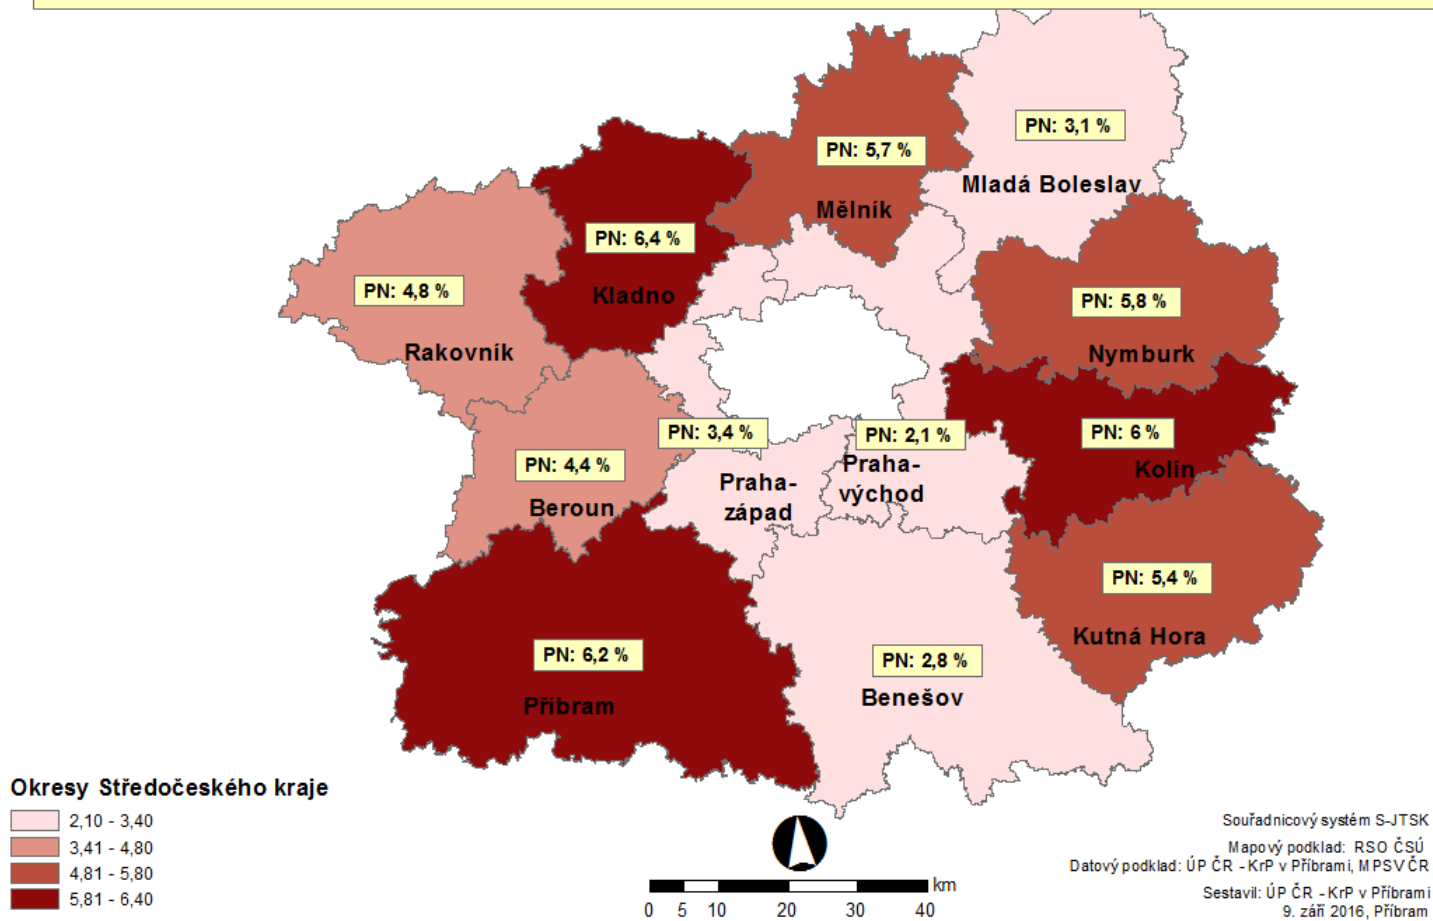 PN: 3,1 %
Mladá Boleslav
PN: 5,7 %
Mělník
PN: 6,4 %
Kladno
PN: 4,8 %
Rakovník
PN: 5,8 %
Nymburk
PN: 3,4 %
Praha-
západ
PN: 2,1 %
Praha-
východ
PN: 6 %
Kolín
PN: 4,4 %
Beroun
PN: 5,4 %
Kutná Hora
PN: 6,2 %
Příbram
PN: 2,8 %
Benešov
Okresy Středočeského kraje
2,10 - 3,40
3,41 - 4,80
4,81 - 5,80
5,81 - 6,40
km
0 5 10 20 30 40
Souřadnicový systém S-JTSK
Mapový podklad: RSO ČSÚ
Datový podklad: ÚP ČR - KrP v Příbrami, MPSV ČR
Sestavil: ÚP ČR - KrP v Příbrami
9. září 2016, Příbram